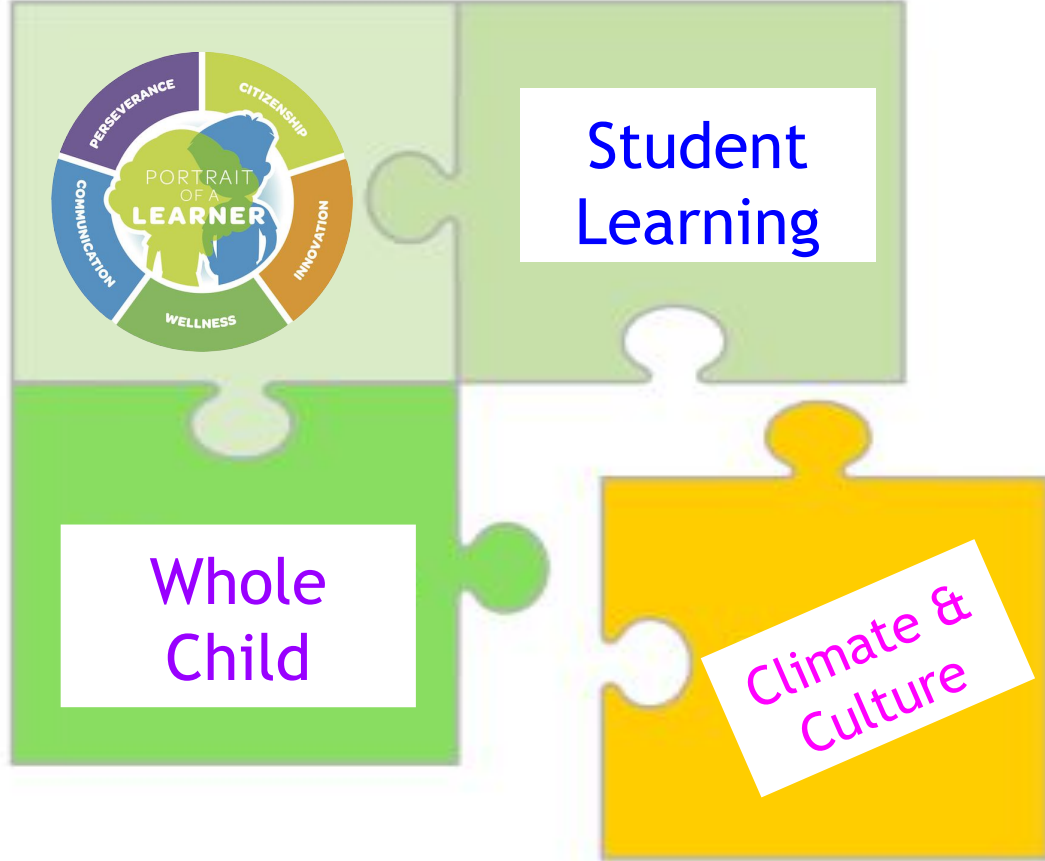 PERSEVERANCE
CITIZENSHIP
COMMUNICATION
INNOVATION
WELLNESS
PORTRAIT
OF A
LEARNER
Student
Learning
Whole
Child
Climate &
Culture